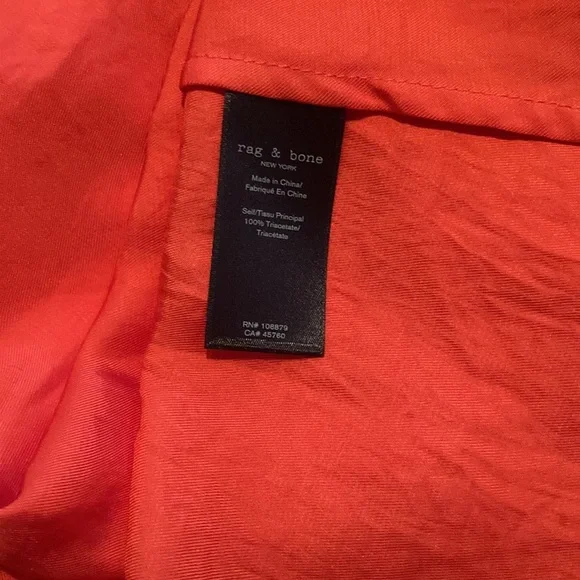 rag & bone
NEW YORK
Made in China/
Fabriqué En China
Self/Tissu Principal
100% Triacetate/
Triacétate
RN# 106879
CA# 45760